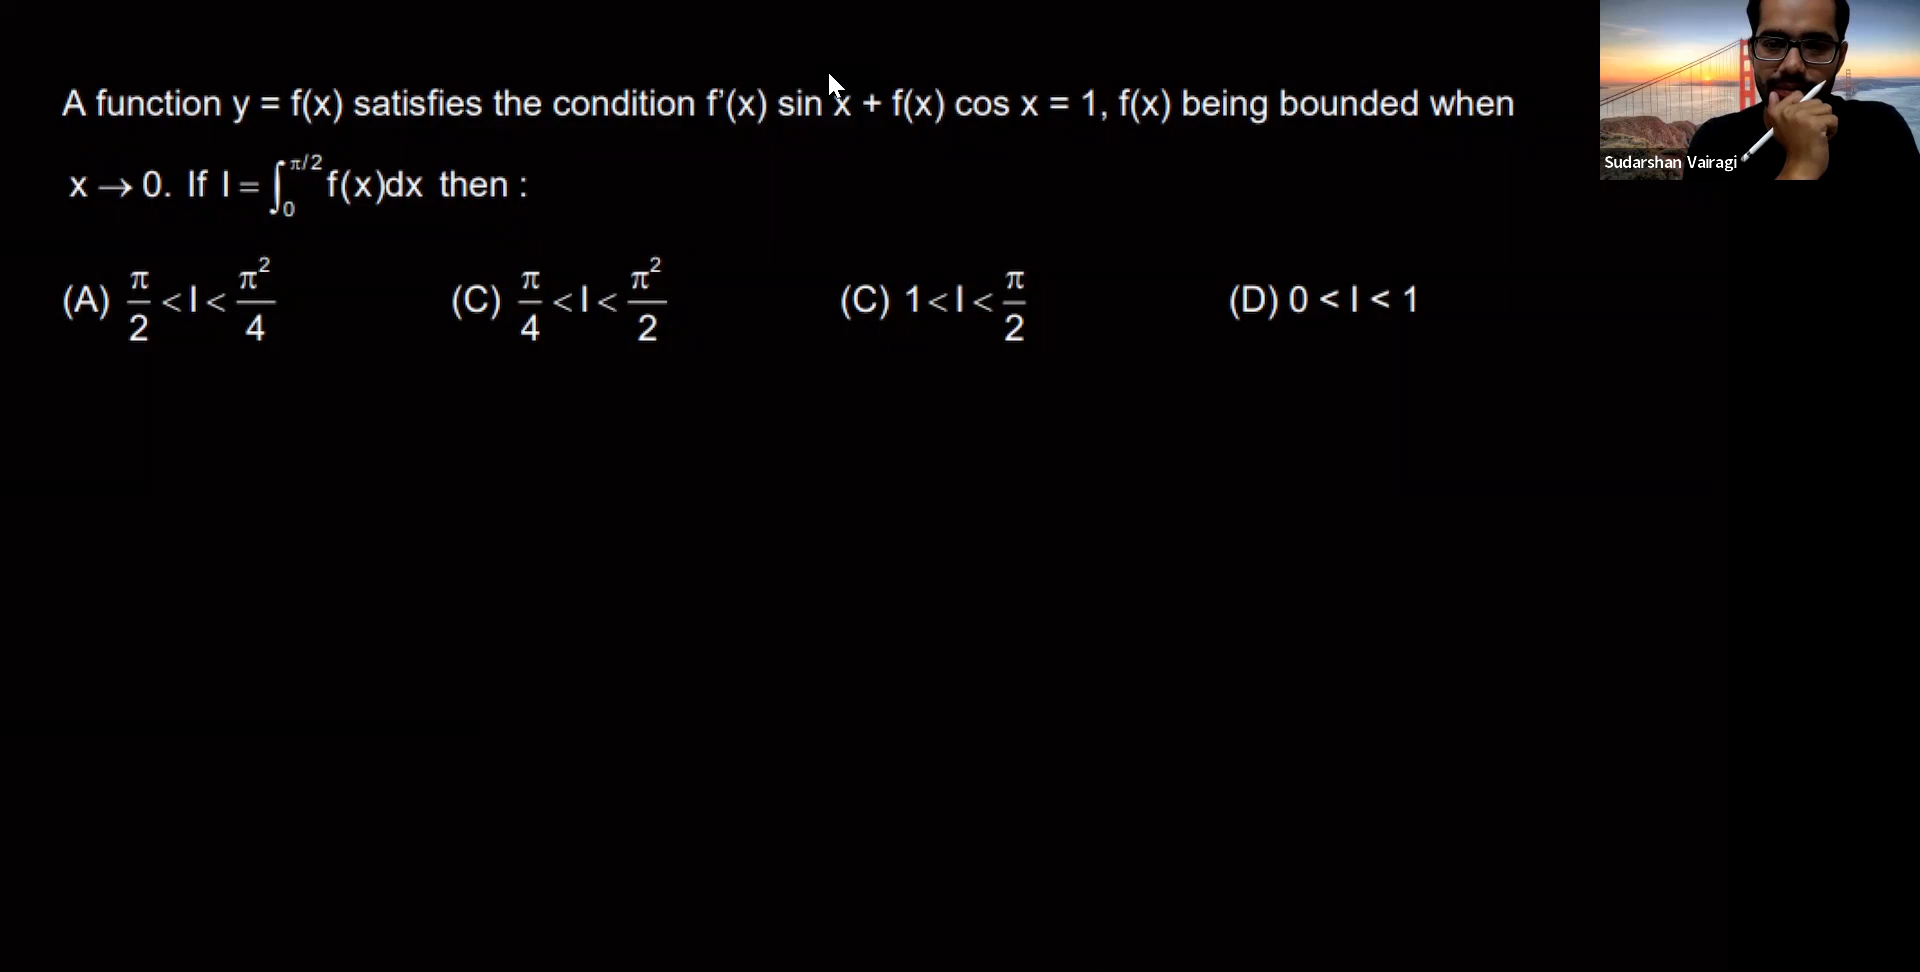 A function y = f(x) satisfies the condition f'(x) sin x + f(x) cos x = 1, f(x) being bounded when
x → 0. If I = ∫₀^{π/2} f(x)dx then :
(A) π/2 < I < π²/4 (C) π/4 < I < π²/2 (C) 1 < I < π/2 (D) 0 < I < 1
Sudarshan Vairagi